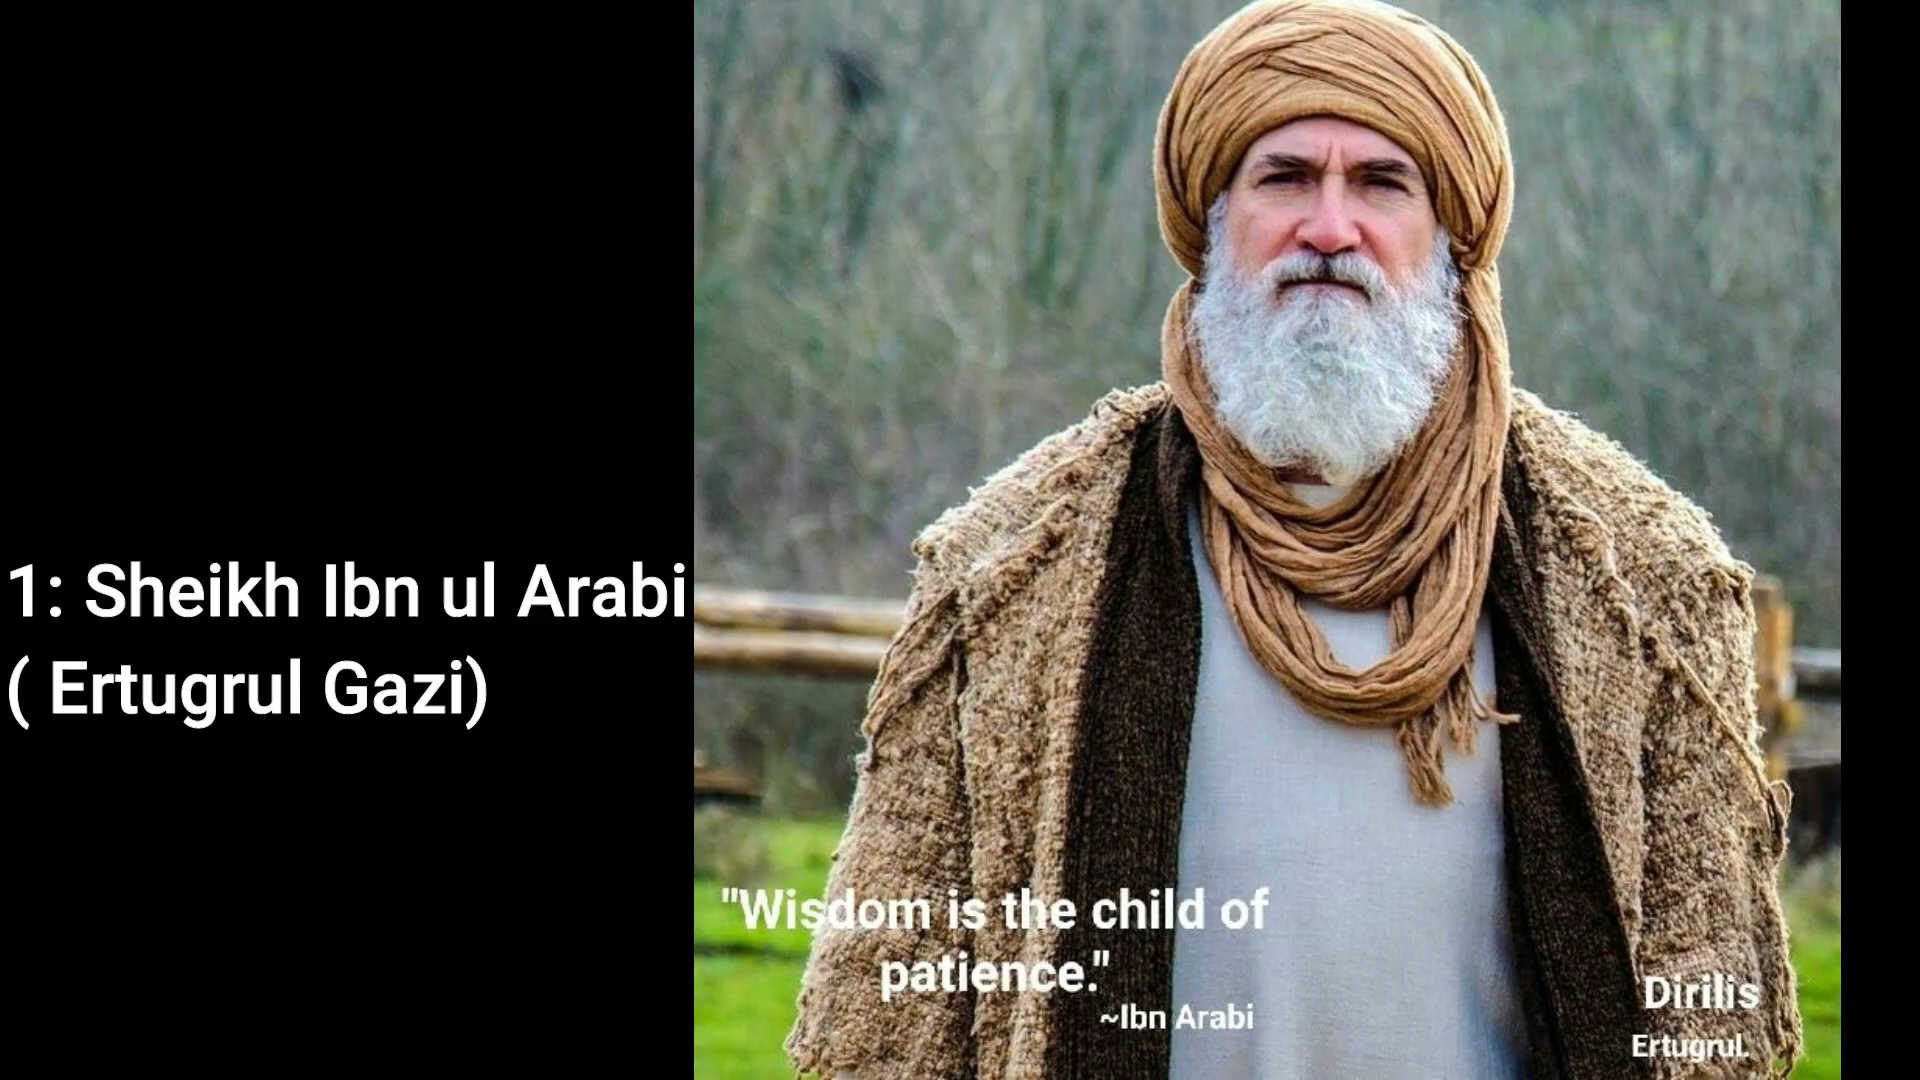 1: Sheikh Ibn ul Arabi
( Ertugrul Gazi)
"Wisdom is the child of
patience."
~Ibn Arabi
Dirilis
Ertugrul.